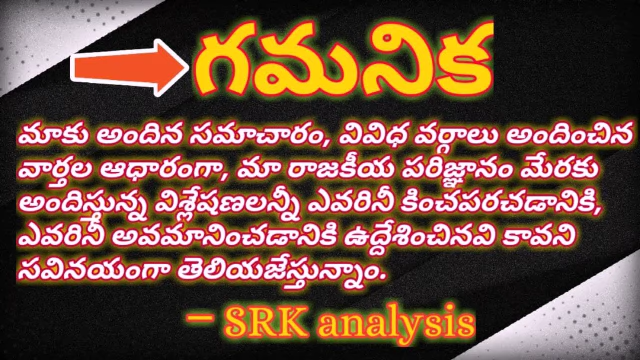 గమనిక
మాకు అందిన సమాచారం, వివిధ వర్గాలు అందించిన
వార్తల ఆధారంగా, మా రాజకీయ పరిజ్ఞానం మేరకు
అందిస్తున్న విశ్లేషణలన్నీ ఎవరినీ కించపరచడానికి,
ఎవరినీ అవమానించడానికి ఉద్దేశించినవి కావని
సవినయంగా తెలియజేస్తున్నాం.
– SRK analysis